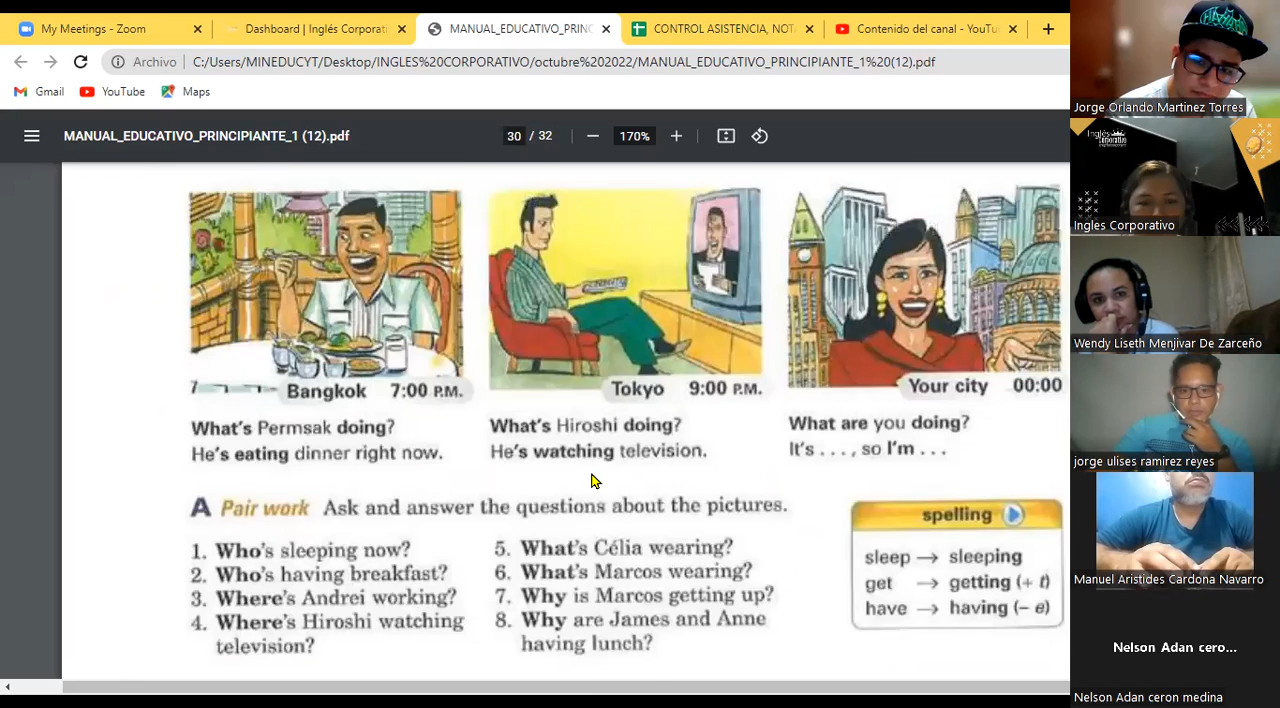 My Meetings - Zoom
Dashboard | Inglés Corporati
MANUAL_EDUCATIVO_PRINC
CONTROL ASISTENCIA, NOT
Contenido del canal - YouTu
Archivo
C:/Users/MINEDUCYT/Desktop/INGLES%20CORPORATIVO/octubre%202022/MANUAL_EDUCATIVO_PRINCIPIANTE_1%20(12).pdf
Gmail YouTube Maps
MANUAL_EDUCATIVO_PRINCIPIANTE_1 (12).pdf
30 / 32
170%
Bangkok 7:00 P.M.
Tokyo 9:00 P.M.
Your city 00:00
What's Permsak doing?
He's eating dinner right now.
What's Hiroshi doing?
He's watching television.
What are you doing?
It's . . . , so I'm . . .
A Pair work Ask and answer the questions about the pictures.
1. Who's sleeping now?
2. Who's having breakfast?
3. Where's Andrei working?
4. Where's Hiroshi watching
television?
5. What's Célia wearing?
6. What's Marcos wearing?
7. Why is Marcos getting up?
8. Why are James and Anne
having lunch?
spelling
sleep → sleeping
get → getting (+ t)
have → having (− e)
Jorge Orlando Martinez Torres
Inglés
Corporativo
Ingles Corporativo
Wendy Liseth Menjivar De Zarceño
jorge ulises ramirez reyes
Manuel Aristides Cardona Navarro
Nelson Adan cero...
Nelson Adan ceron medina